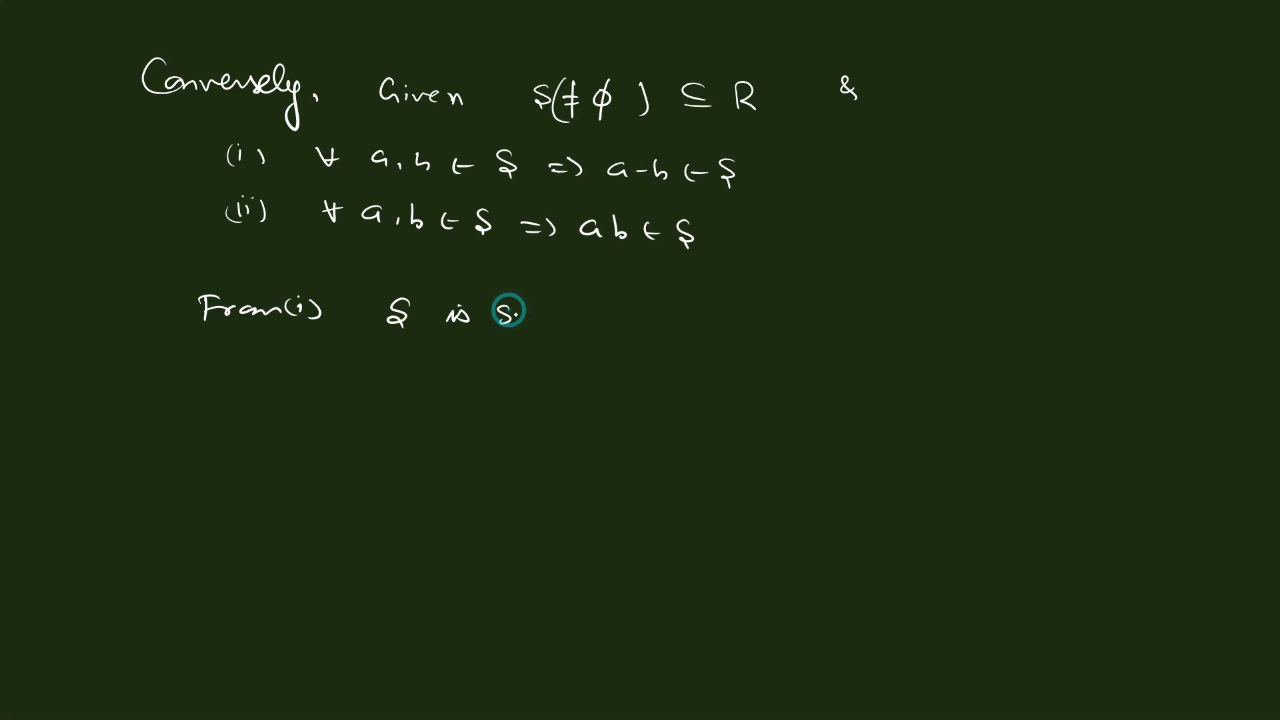 Conversely, Given S(≠ φ) ⊆ R &
(i) ∀ a, b ∈ S => a-b ∈ S
(ii) ∀ a, b ∈ S => ab ∈ S
From (i) S is s.